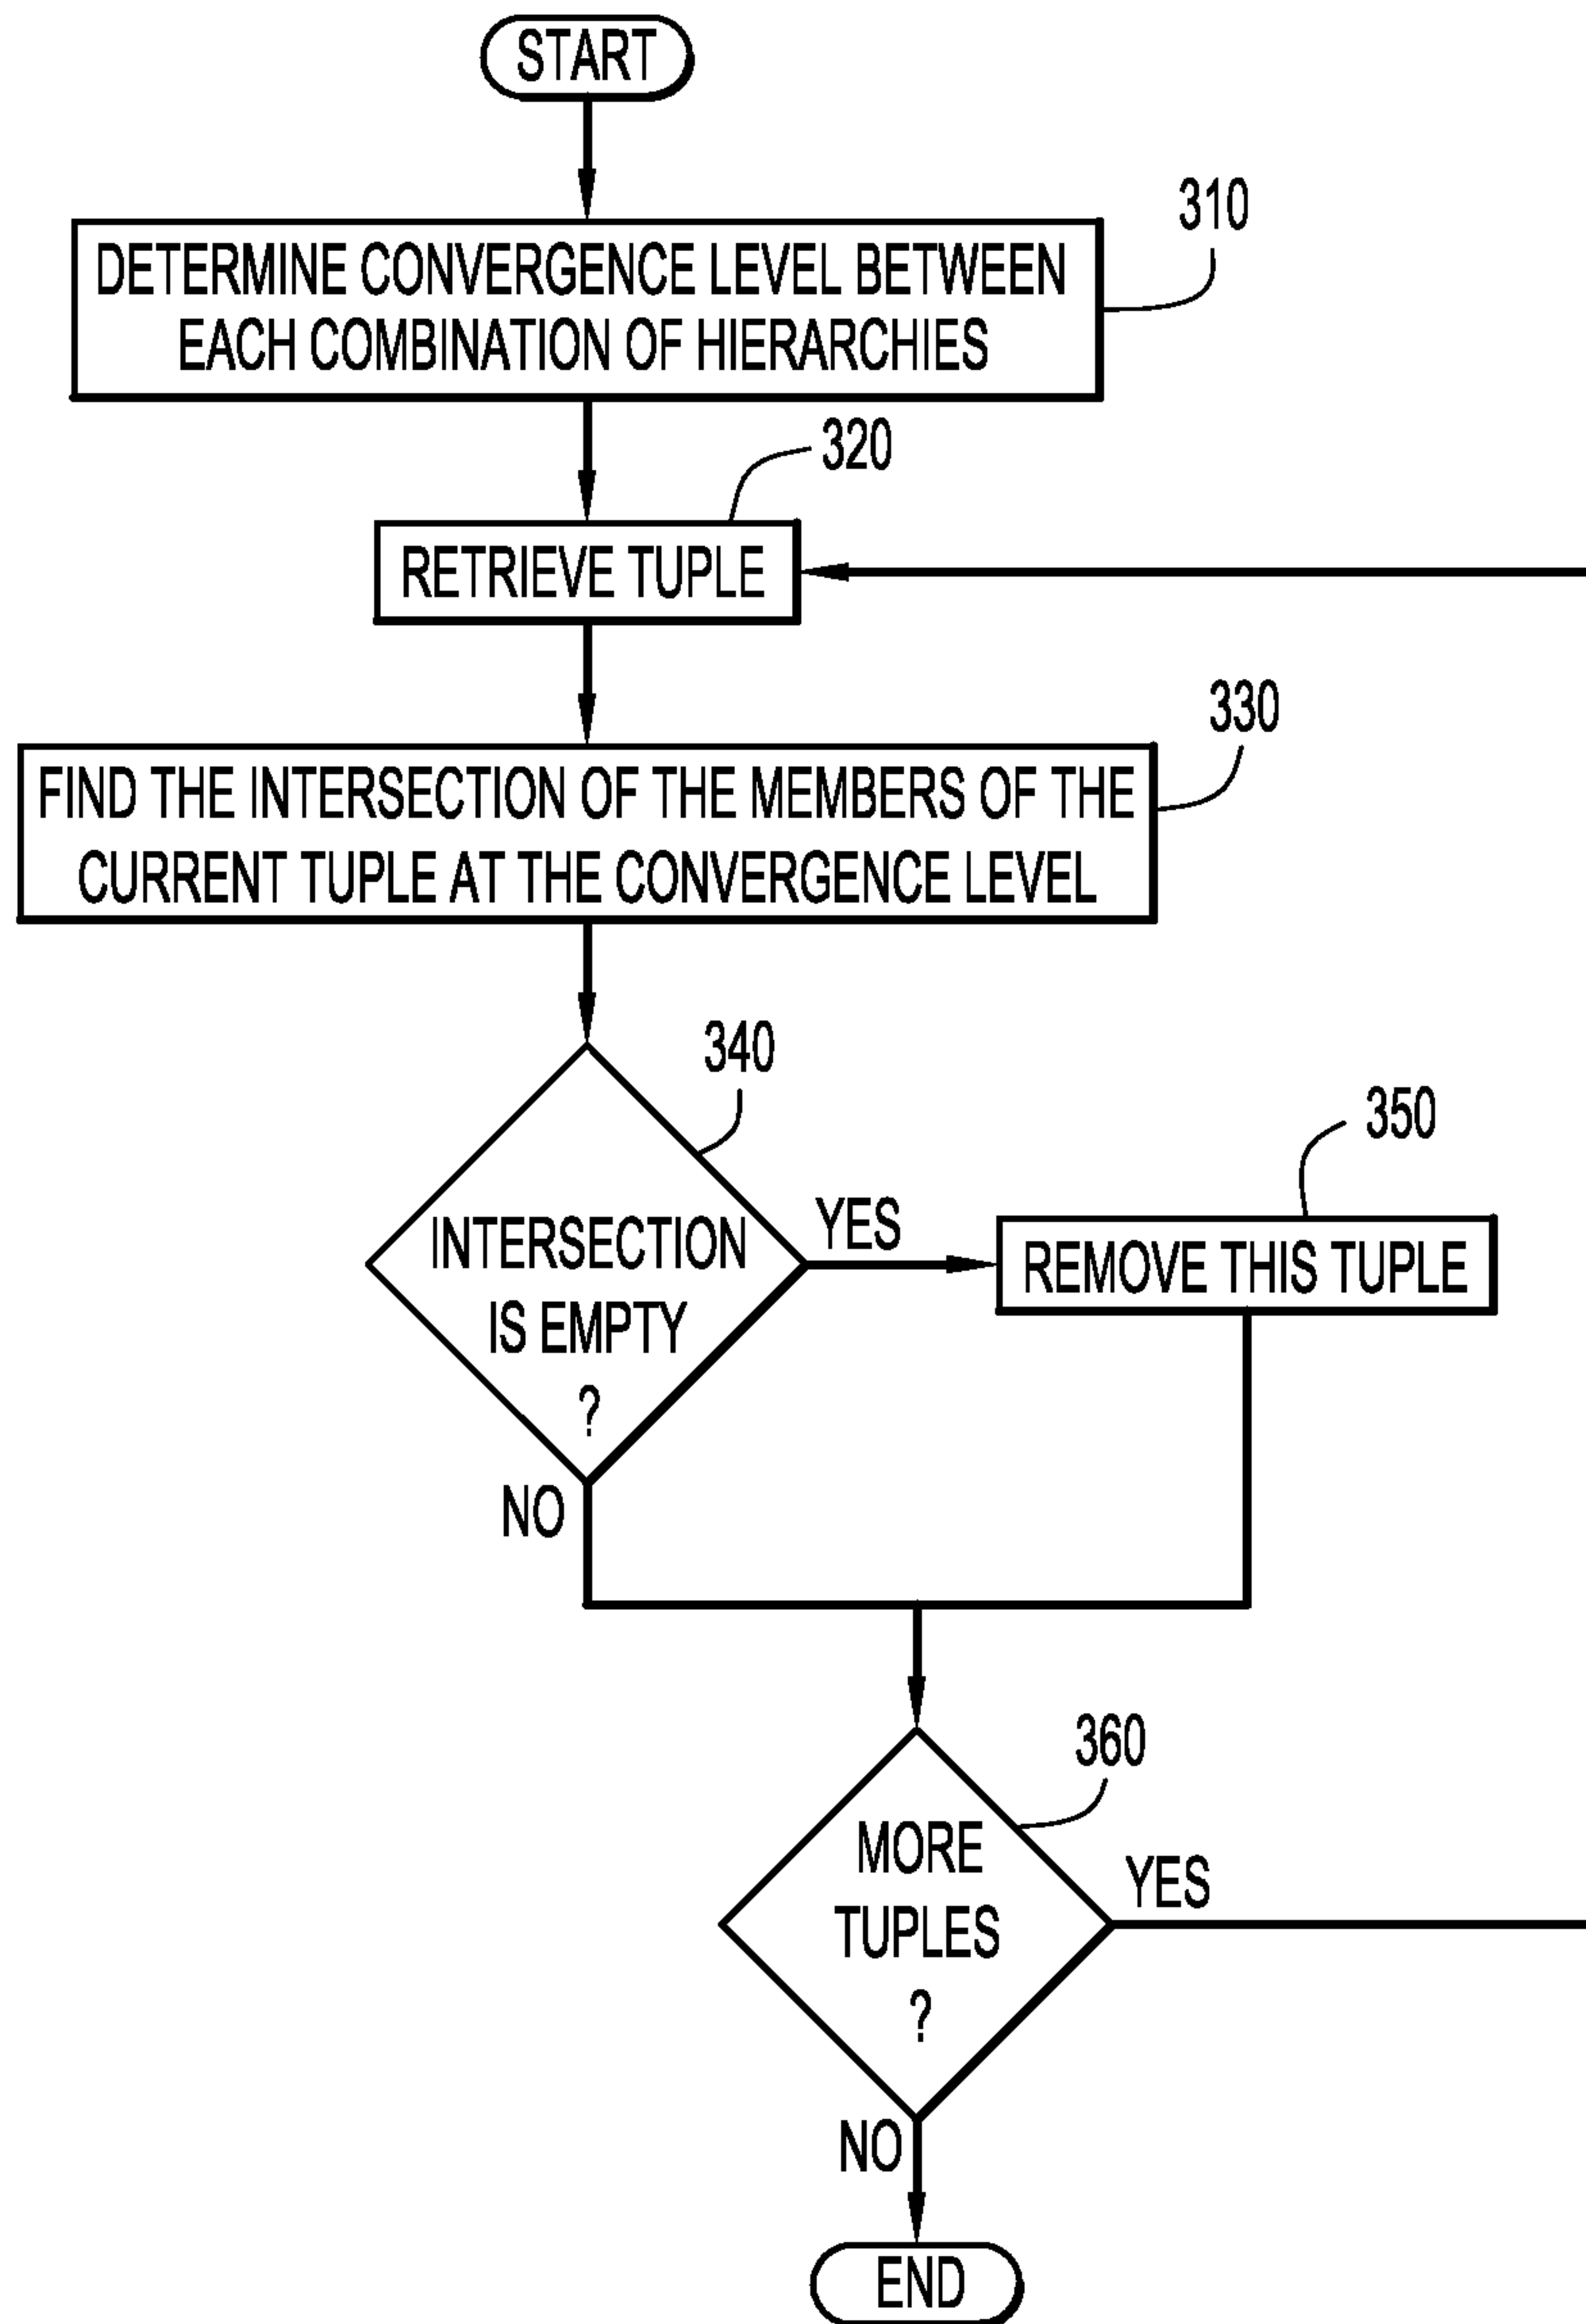 START
310
DETERMINE CONVERGENCE LEVEL BETWEEN
EACH COMBINATION OF HIERARCHIES
320
RETRIEVE TUPLE
330
FIND THE INTERSECTION OF THE MEMBERS OF THE
CURRENT TUPLE AT THE CONVERGENCE LEVEL
340
INTERSECTION
IS EMPTY
?
YES
350
REMOVE THIS TUPLE
NO
360
MORE
TUPLES
?
YES
NO
END